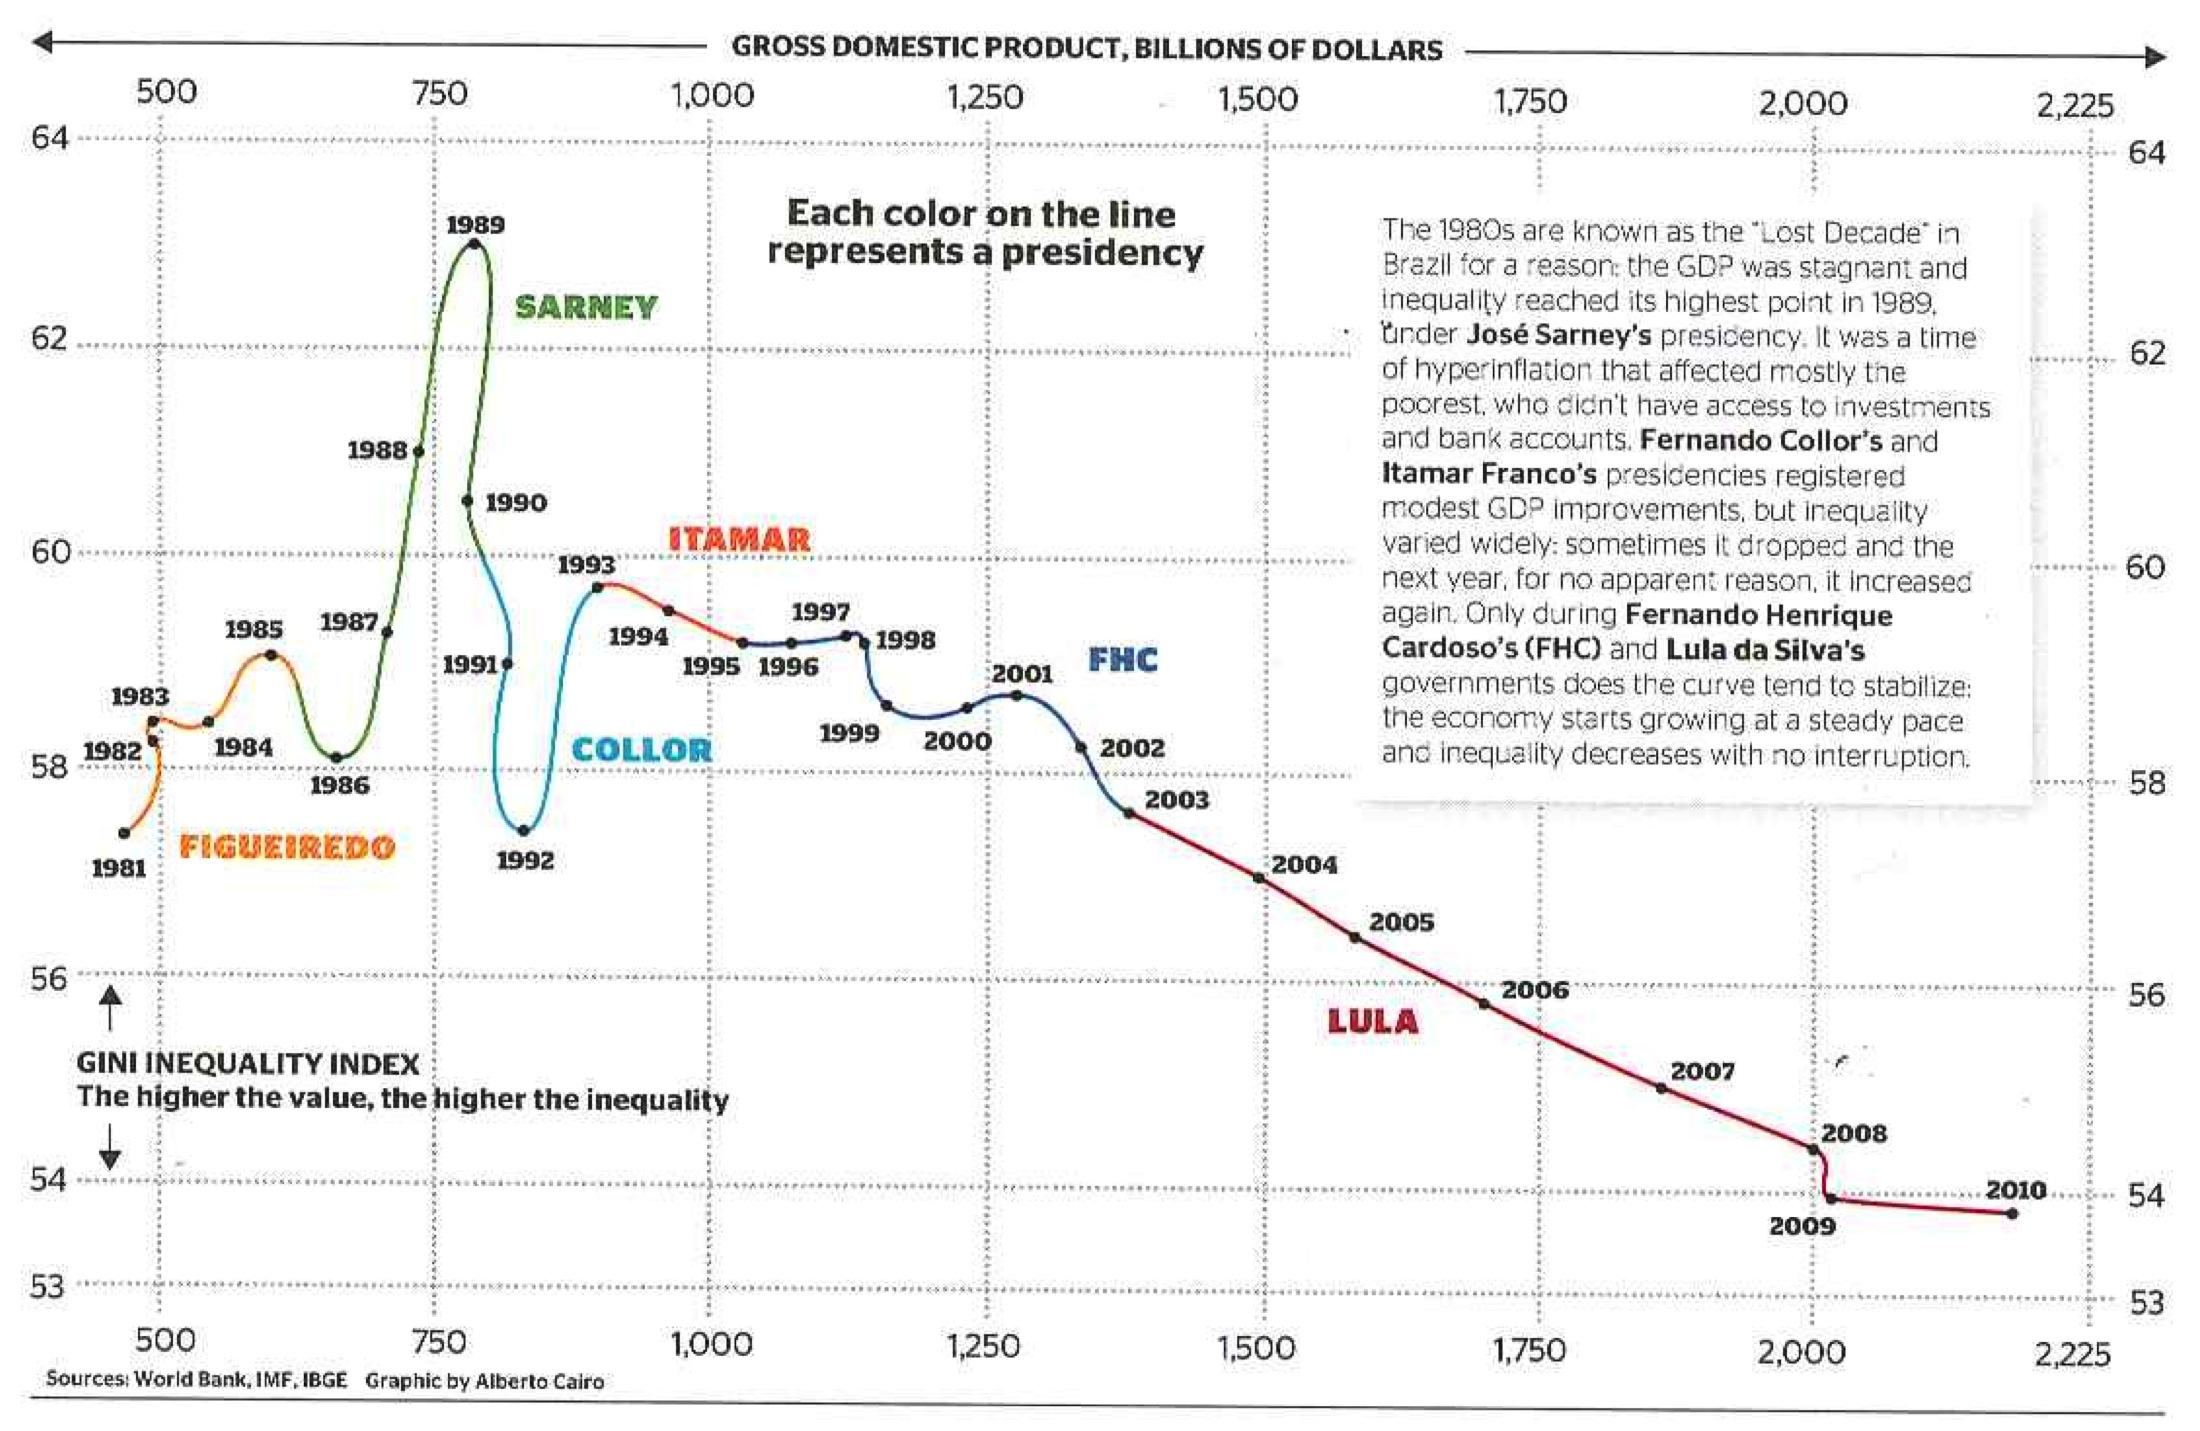 GROSS DOMESTIC PRODUCT, BILLIONS OF DOLLARS
500 750 1,000 1,250 1,500 1,750 2,000 2,225
64 64
Each color on the line
represents a presidency
The 1980s are known as the "Lost Decade" in
Brazil for a reason: the GDP was stagnant and
inequality reached its highest point in 1989,
under José Sarney's presidency. It was a time
of hyperinflation that affected mostly the
poorest, who didn't have access to investments
and bank accounts. Fernando Collor's and
Itamar Franco's presidencies registered
modest GDP improvements, but inequality
varied widely: sometimes it dropped and the
next year, for no apparent reason, it increased
again. Only during Fernando Henrique
Cardoso's (FHC) and Lula da Silva's
governments does the curve tend to stabilize:
the economy starts growing at a steady pace
and inequality decreases with no interruption.
1989
SARNEY
62 62
1988
1990
ITAMAR
60 60
1993
1985 1987 1994 1997 1998
1983 1991 1995 1996 2001 FHC
1982 1984 COLLOR 1999 2000 2002
58 58
1986
2003
1981 FIGUEIREDO 1992
2004
2005
56 56
2006
LULA
GINI INEQUALITY INDEX
The higher the value, the higher the inequality
2007
2008
54 54
2010
2009
53 53
500 750 1,000 1,250 1,500 1,750 2,000 2,225
Sources: World Bank, IMF, IBGE Graphic by Alberto Cairo